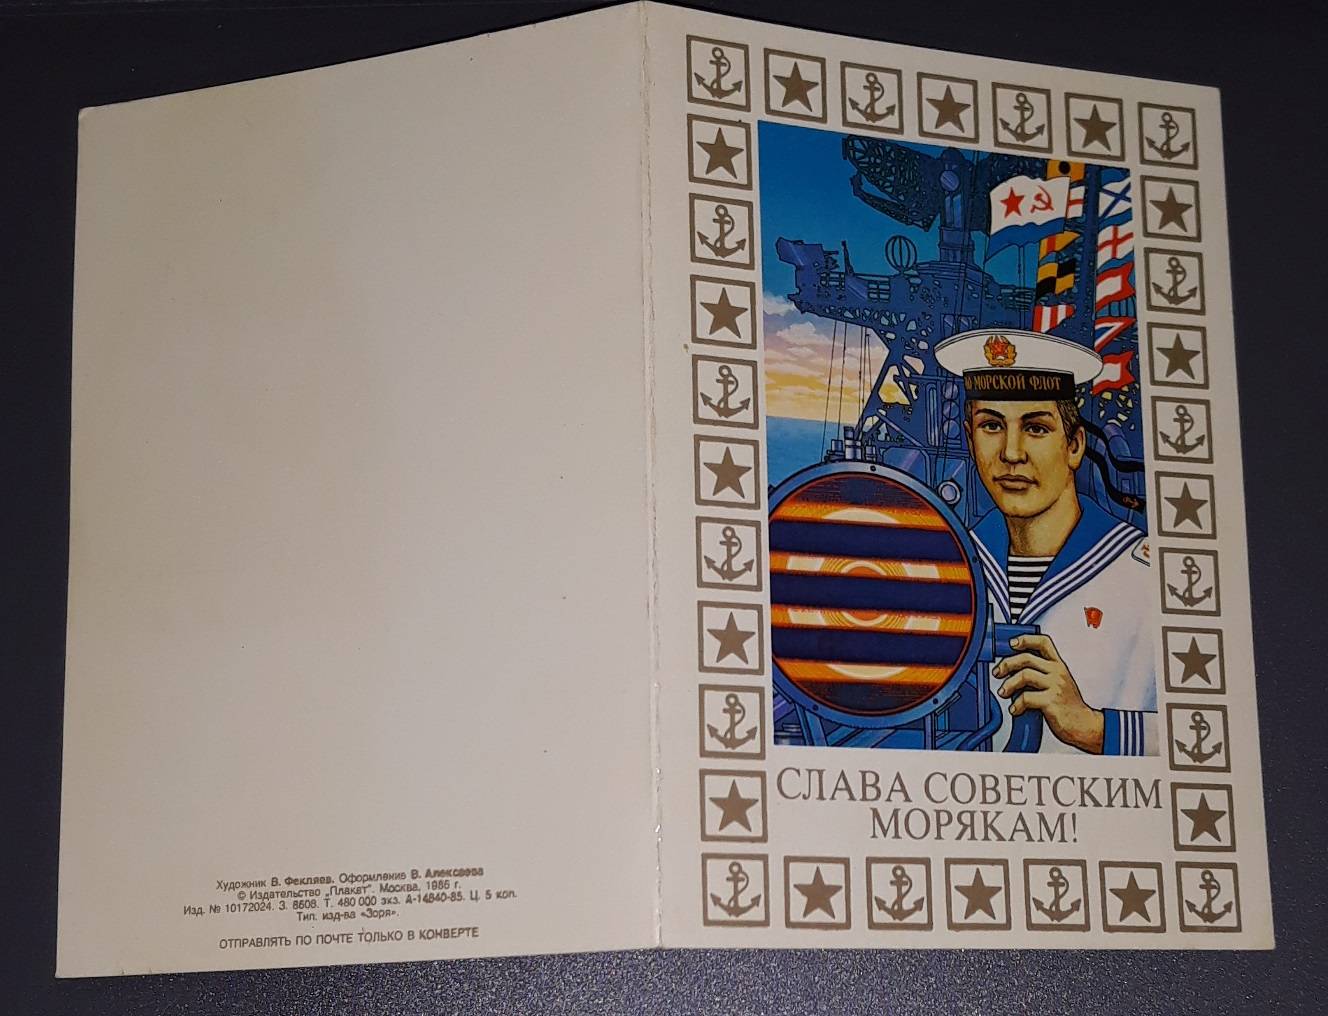 Художник В. Фекляев. Оформление В. Алексеева
© Издательство „Плакат". Москва, 1986 г.
Изд. № 10172024. З. 8608. Т. 480 000 экз. А-14840-85. Ц. 5 коп.
Тип. изд-ва «Зоря».
ОТПРАВЛЯТЬ ПО ПОЧТЕ ТОЛЬКО В КОНВЕРТЕ
МОРСКОЙ ФЛОТ
СЛАВА СОВЕТСКИМ
МОРЯКАМ!